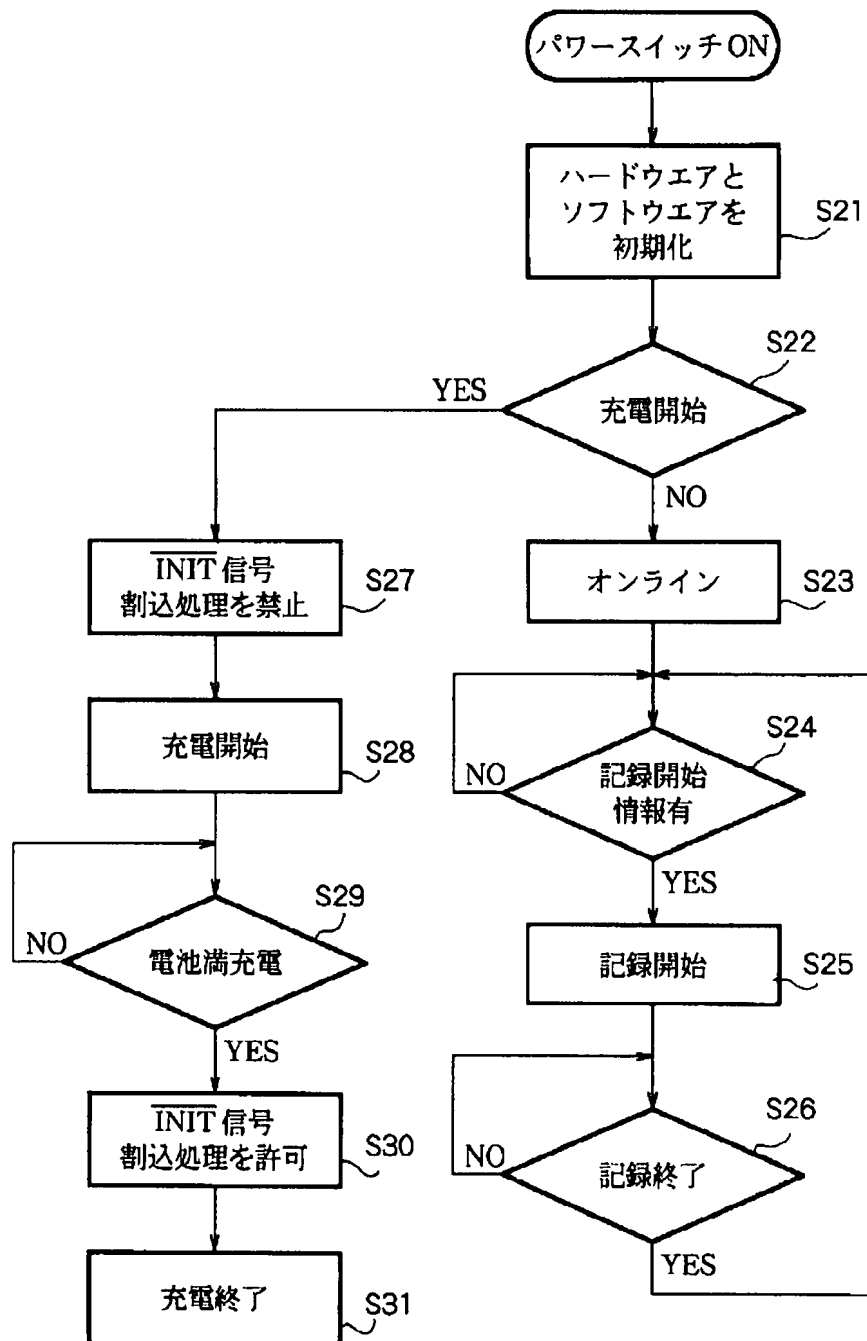 パワースイッチON
ハードウエアと
ソフトウエアを
初期化
S21
S22
充電開始
YES
NO
INIT信号
割込処理を禁止
S27
オンライン
S23
充電開始
S28
S24
記録開始
情報有
NO
YES
S29
電池満充電
NO
YES
記録開始
S25
INIT信号
割込処理を許可
S30
S26
記録終了
NO
YES
充電終了
S31